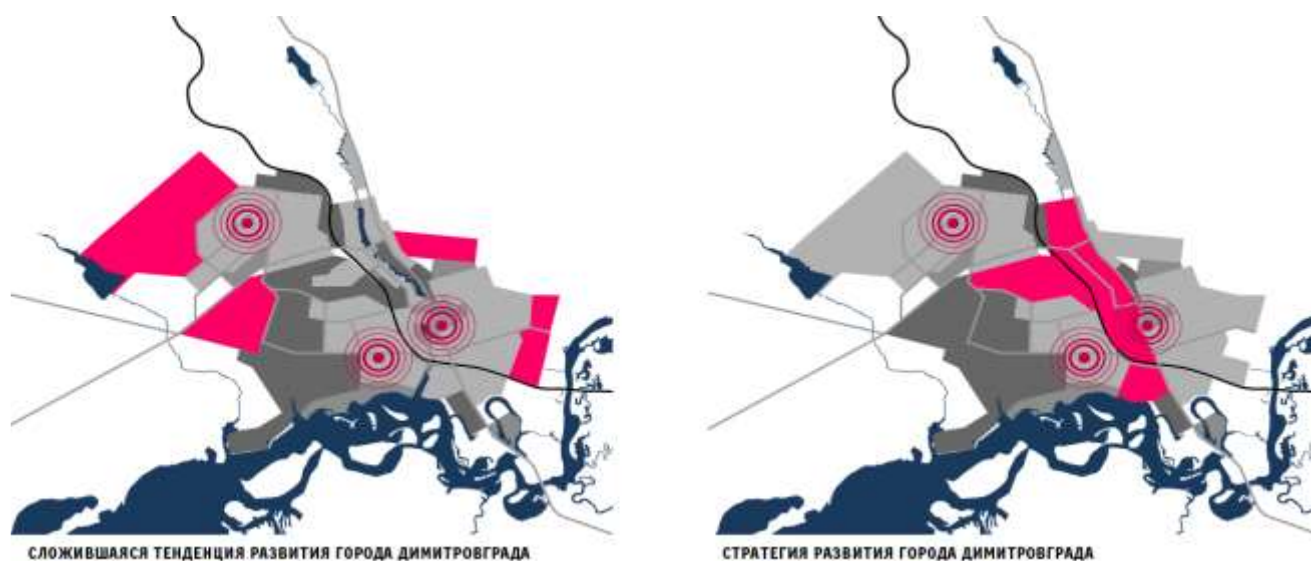 СЛОЖИВШАЯСЯ ТЕНДЕНЦИЯ РАЗВИТИЯ ГОРОДА ДИМИТРОВГРАДА
СТРАТЕГИЯ РАЗВИТИЯ ГОРОДА ДИМИТРОВГРАДА